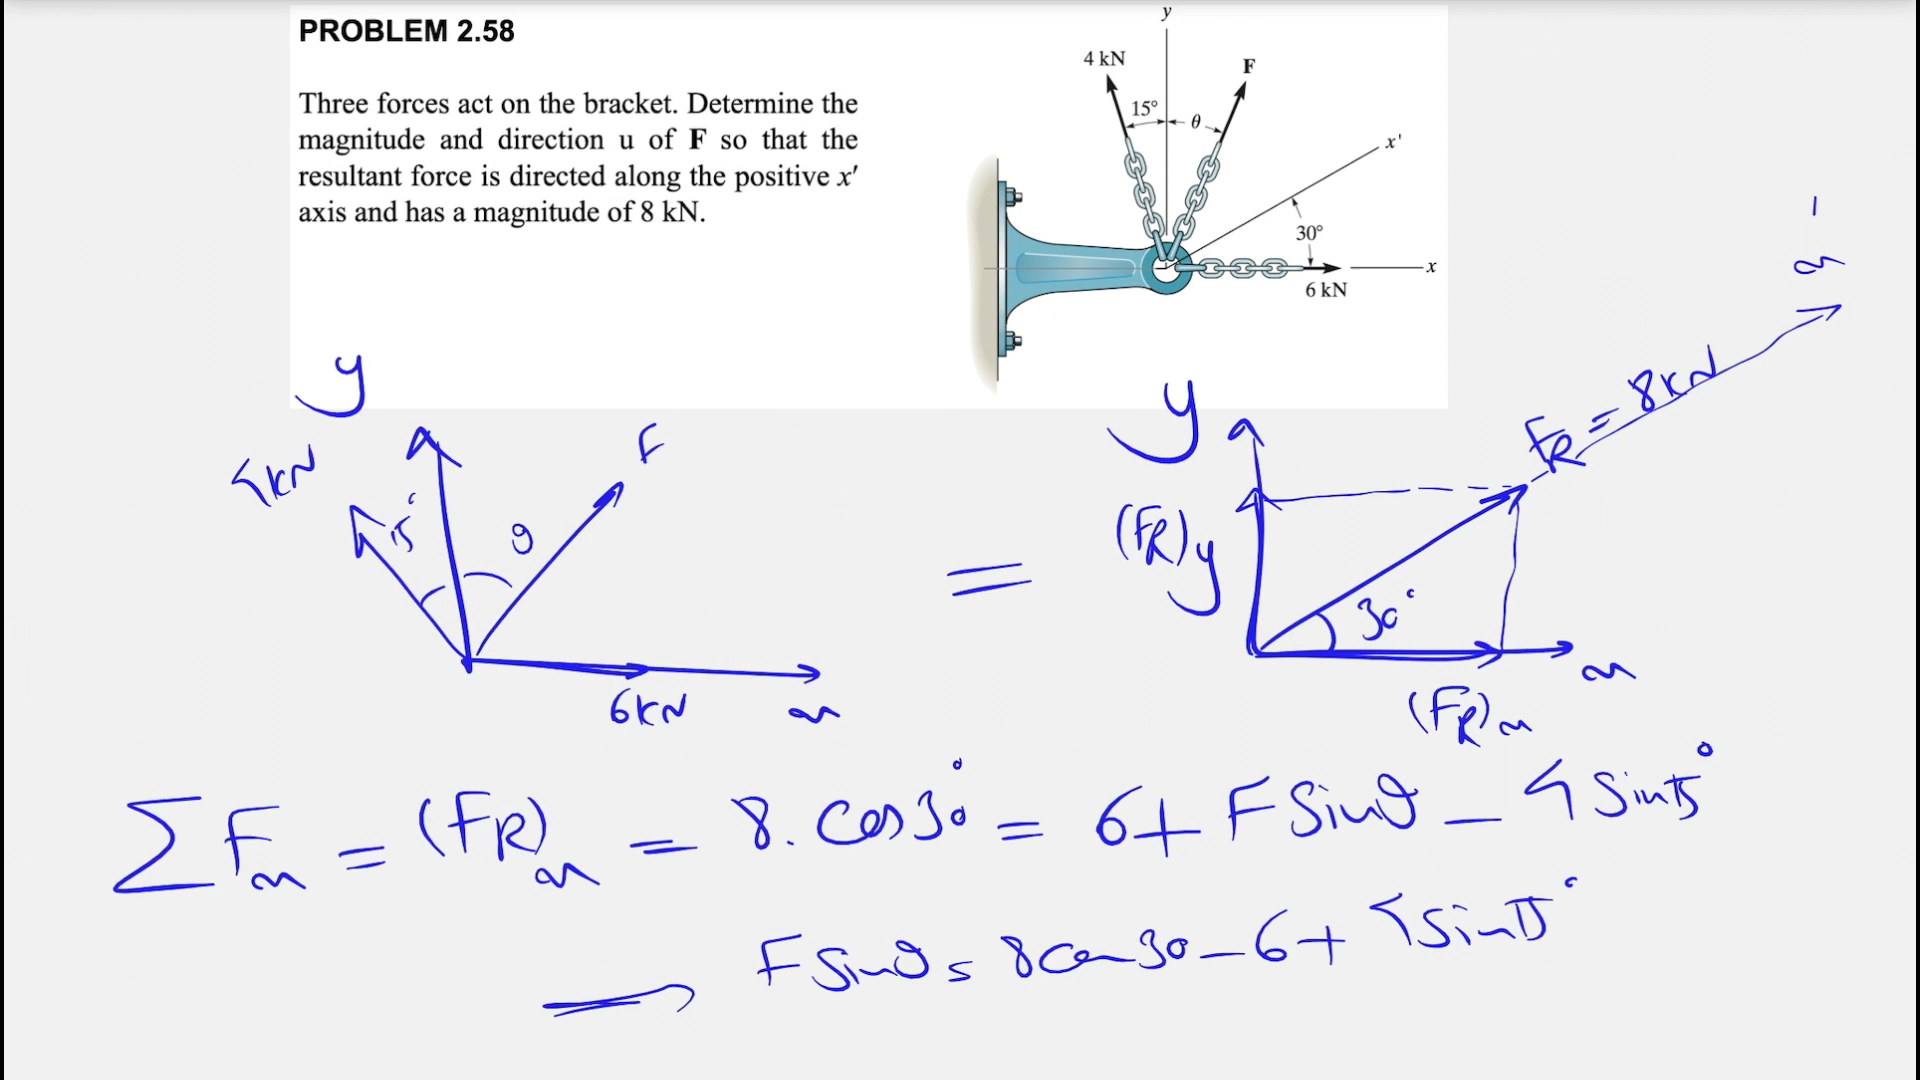 PROBLEM 2.58
Three forces act on the bracket. Determine the
magnitude and direction u of F so that the
resultant force is directed along the positive x′
axis and has a magnitude of 8 kN.
y
4 kN
F
15°
θ
x'
30°
x
6 kN
y
4kN
15°
θ
F
6kN
x
=
y
(FR)y
30°
FR = 8kN
x'
x
(FR)x
ΣFx = (FR)x = 8. cos30° = 6 + F sinθ − 4 sin15°
→ F sinθ = 8cos30 − 6 + 4 sin15°